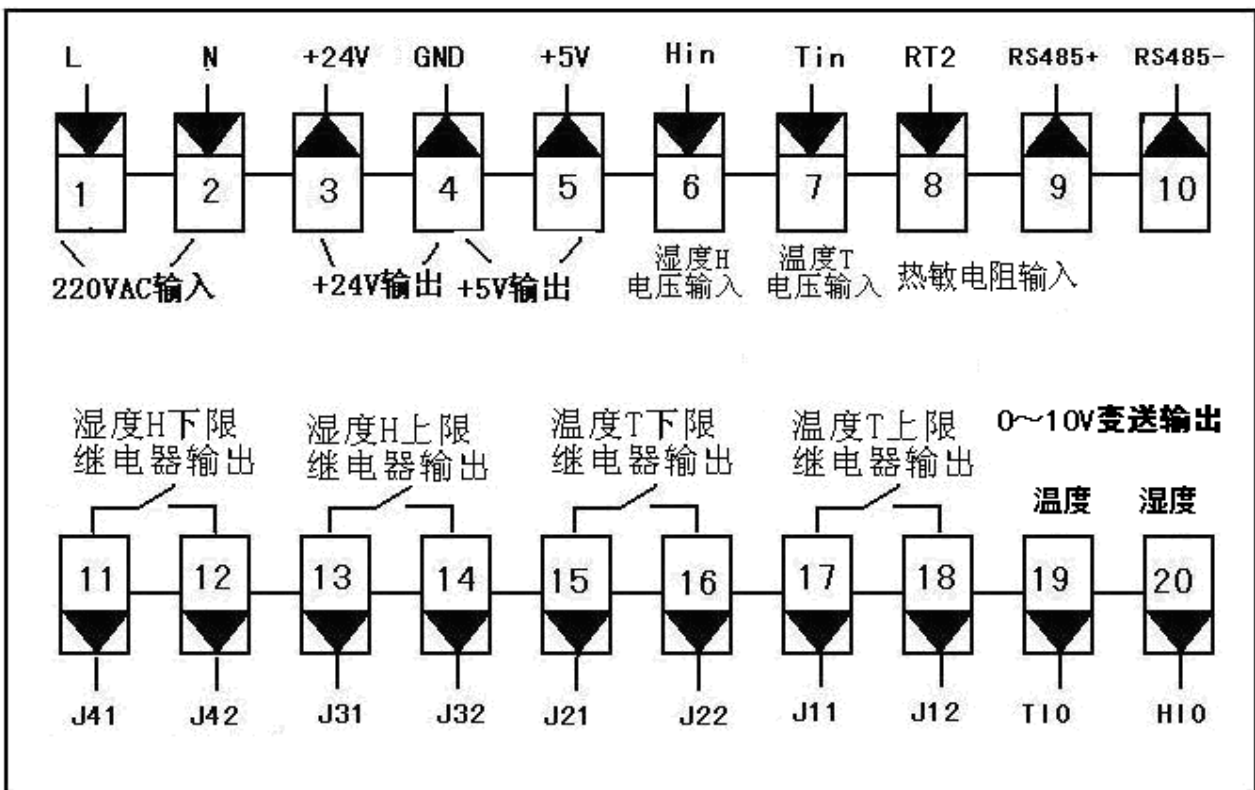 L N +24V GND +5V Hin Tin RT2 RS485+ RS485-
1 2 3 4 5 6 7 8 9 10
220VAC输入 +24V输出 +5V输出 湿度H 温度T 热敏电阻输入
电压输入 电压输入
湿度H下限 湿度H上限 温度T下限 温度T上限 0～10V变送输出
继电器输出 继电器输出 继电器输出 继电器输出
温度 湿度
11 12 13 14 15 16 17 18 19 20
J41 J42 J31 J32 J21 J22 J11 J12 TIO HIO